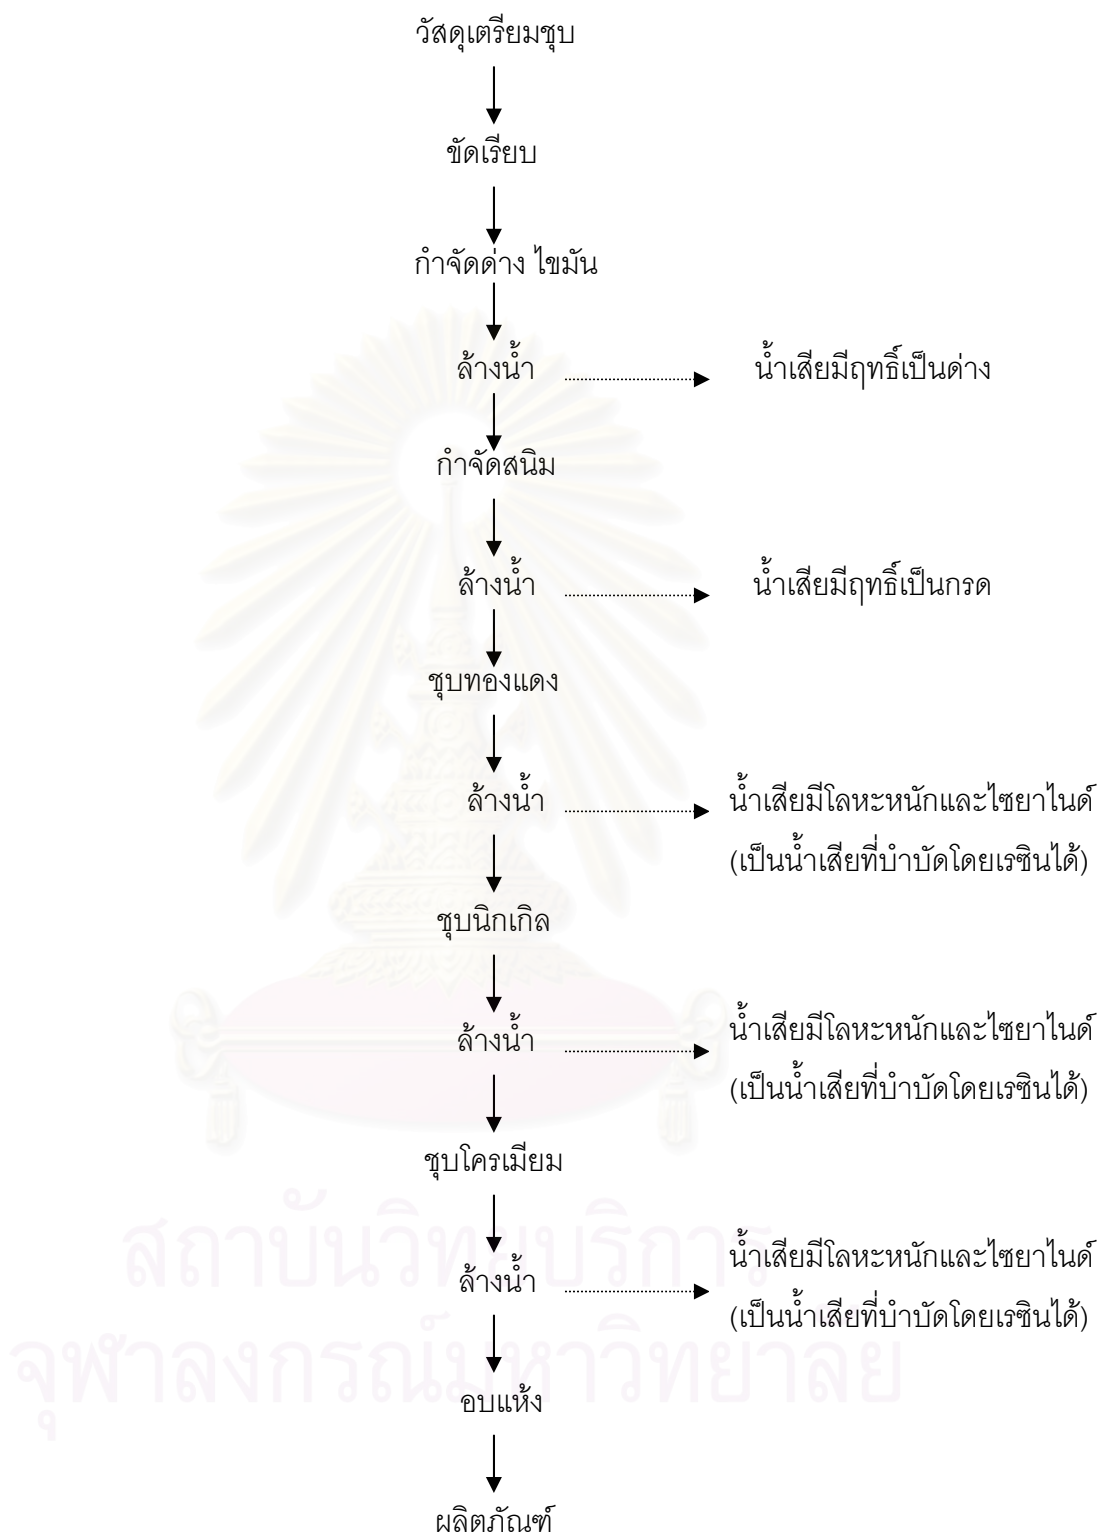 วัสดุเตรียมชุบ
ขัดเรียบ
กำจัดด่าง ไขมัน
ล้างน้ำ
น้ำเสียมีฤทธิ์เป็นด่าง
กำจัดสนิม
ล้างน้ำ
น้ำเสียมีฤทธิ์เป็นกรด
ชุบทองแดง
ล้างน้ำ
น้ำเสียมีโลหะหนักและไซยาไนด์
(เป็นน้ำเสียที่บำบัดโดยเรซินได้)
ชุบนิกเกิล
ล้างน้ำ
น้ำเสียมีโลหะหนักและไซยาไนด์
(เป็นน้ำเสียที่บำบัดโดยเรซินได้)
ชุบโครเมียม
ล้างน้ำ
น้ำเสียมีโลหะหนักและไซยาไนด์
(เป็นน้ำเสียที่บำบัดโดยเรซินได้)
อบแห้ง
ผลิตภัณฑ์
สถาบันวิทยบริการ
จุฬาลงกรณ์มหาวิทยาลัย